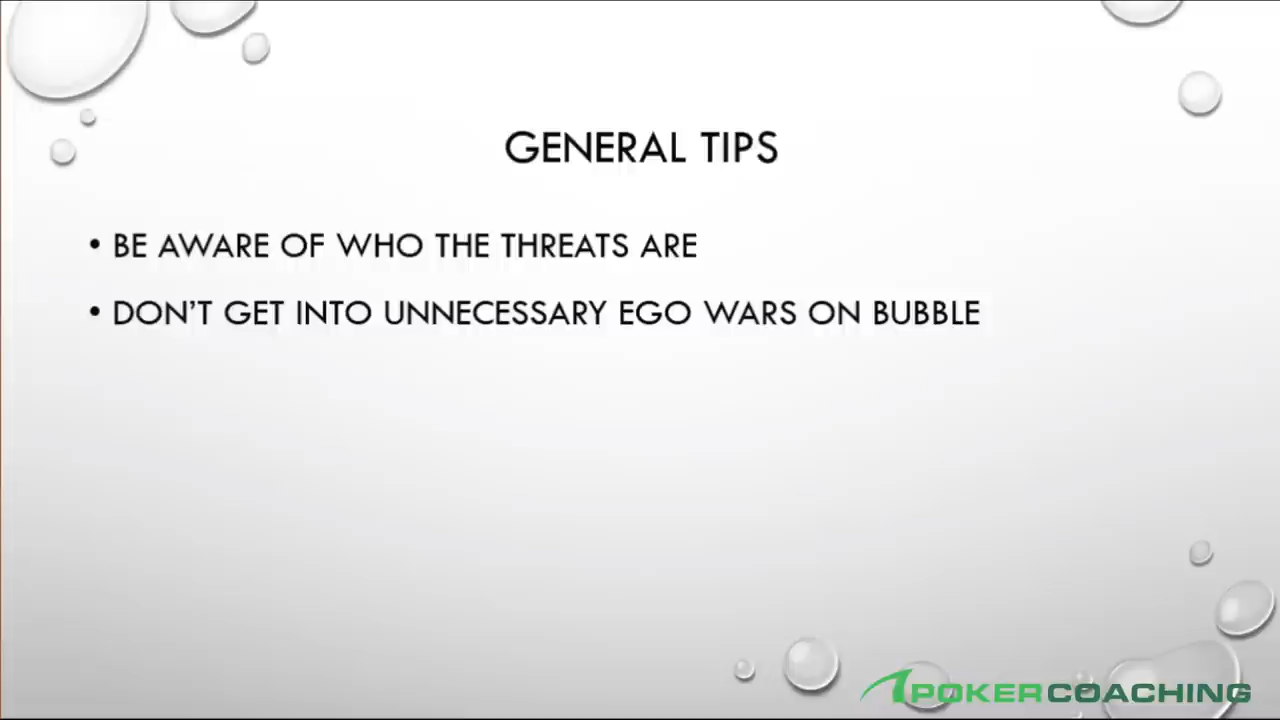 GENERAL TIPS
• BE AWARE OF WHO THE THREATS ARE
• DON'T GET INTO UNNECESSARY EGO WARS ON BUBBLE
POKERCOACHING